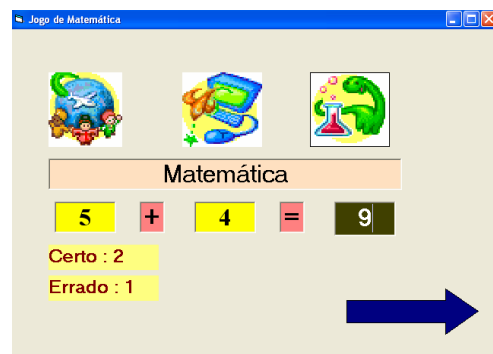 Jogo de Matemática
Matemática
5 + 4 = 9
Certo : 2
Errado : 1